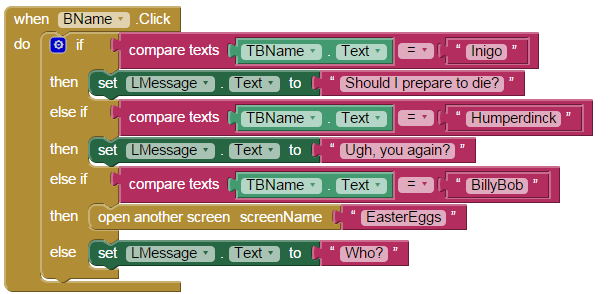 when BName .Click
do if compare texts TBName . Text = " Inigo "
then set LMessage . Text to " Should I prepare to die? "
else if compare texts TBName . Text = " Humperdinck "
then set LMessage . Text to " Ugh, you again? "
else if compare texts TBName . Text = " BillyBob "
then open another screen screenName " EasterEggs "
else set LMessage . Text to " Who? "